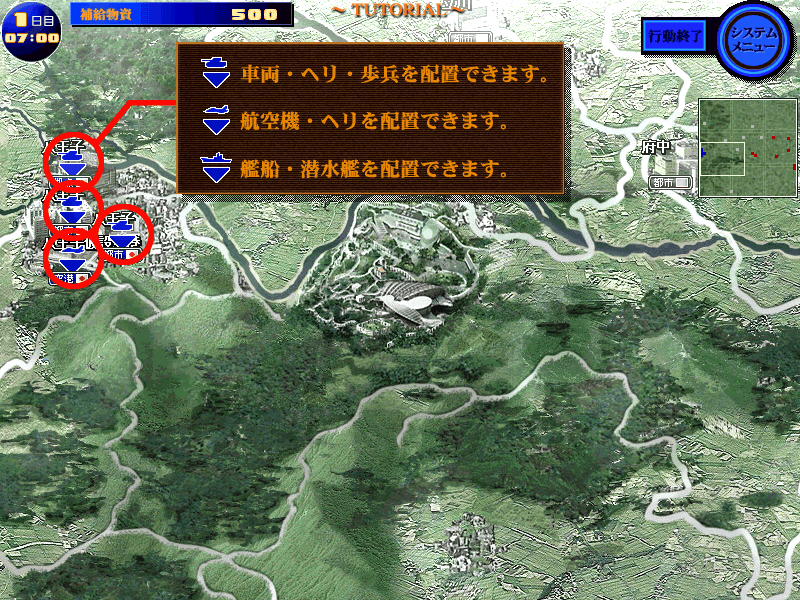 1日目
07:00
補給物資 500
～ TUTORIAL ～
行動終了
システム
メニュー
車両・ヘリ・歩兵を配置できます。
航空機・ヘリを配置できます。
艦船・潜水艦を配置できます。
府中
都市
都市
空港